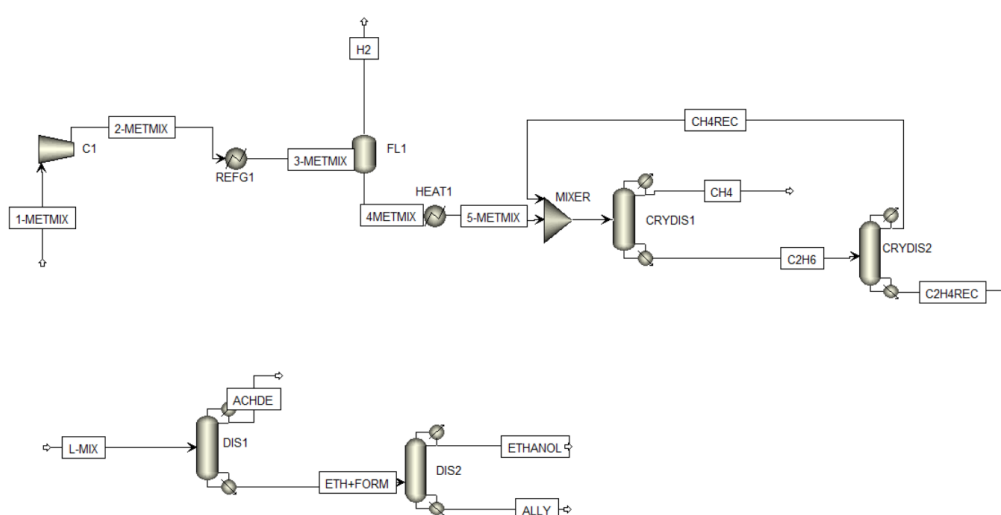 H2
2-METMIX
C1
REFG1
3-METMIX
FL1
CH4REC
HEAT1
MIXER
CH4
1-METMIX
4METMIX
5-METMIX
CRYDIS1
CRYDIS2
C2H6
C2H4REC
ACHDE
L-MIX
DIS1
ETHANOL
DIS2
ETH+FORM
ALLY